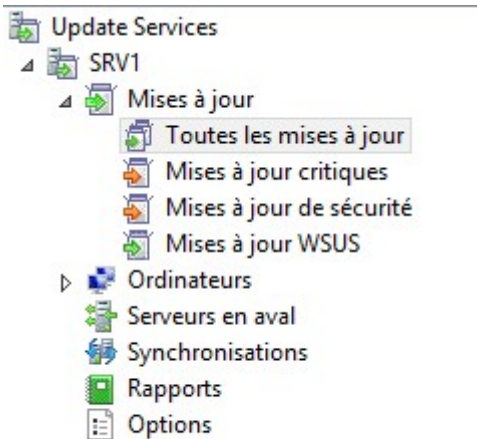 Update Services
SRV1
Mises à jour
Toutes les mises à jour
Mises à jour critiques
Mises à jour de sécurité
Mises à jour WSUS
Ordinateurs
Serveurs en aval
Synchronisations
Rapports
Options